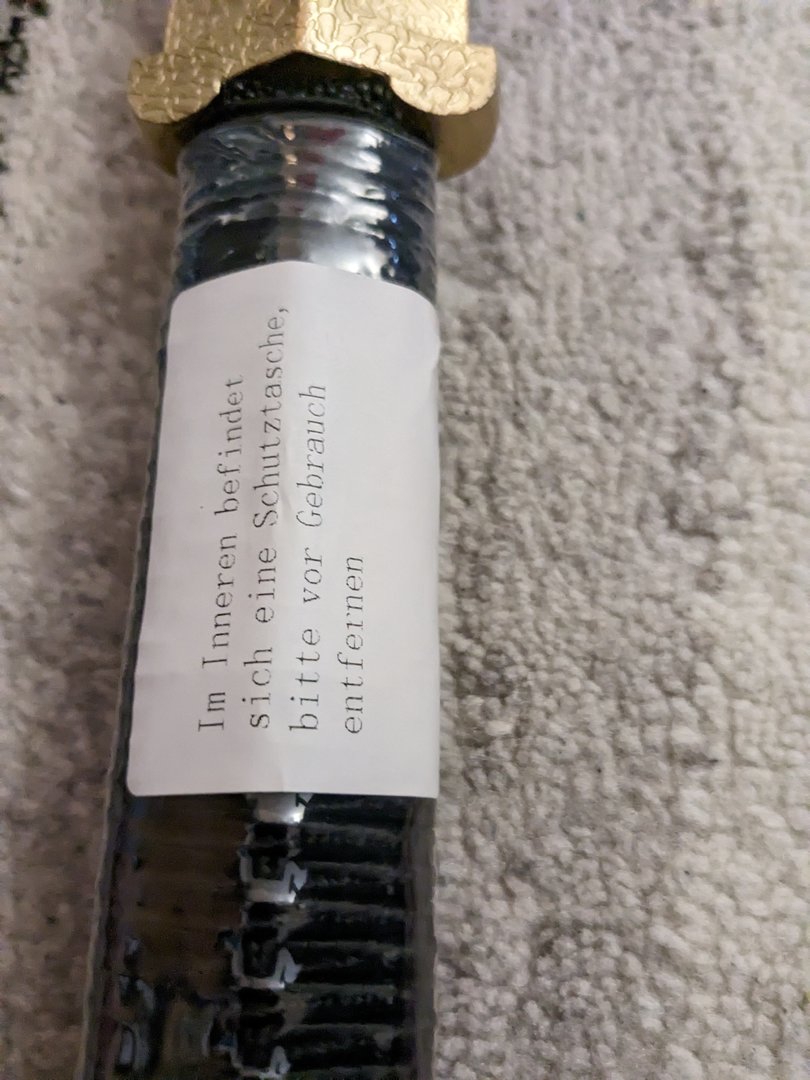 Im Inneren befindet
sich eine Schutztasche,
bitte vor Gebrauch
entfernen